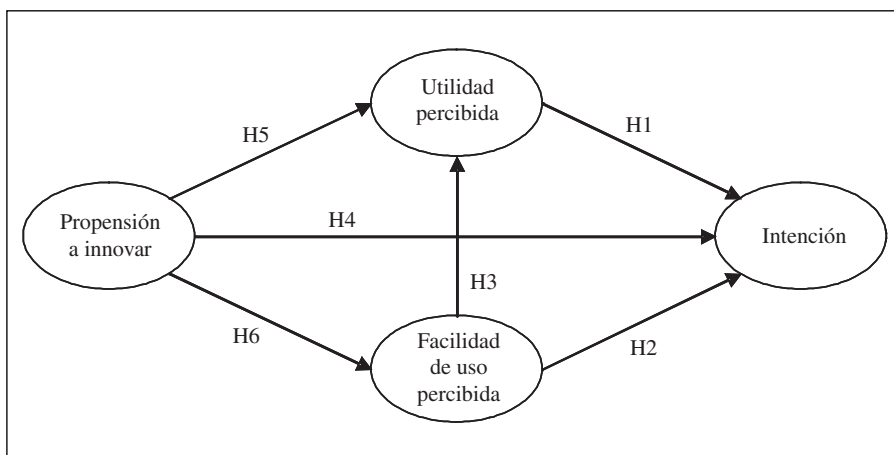 Utilidad
percibida
H5
H1
Propensión
a innovar
H4
Intención
H3
H6
H2
Facilidad
de uso
percibida